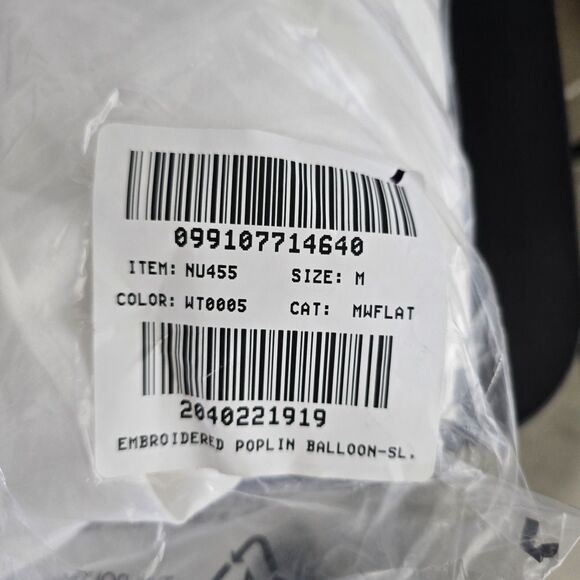 099107714640
ITEM: NU455 SIZE: M
COLOR: WT0005 CAT: MWFLAT
2040221919
EMBROIDERED POPLIN BALLOON-SL.